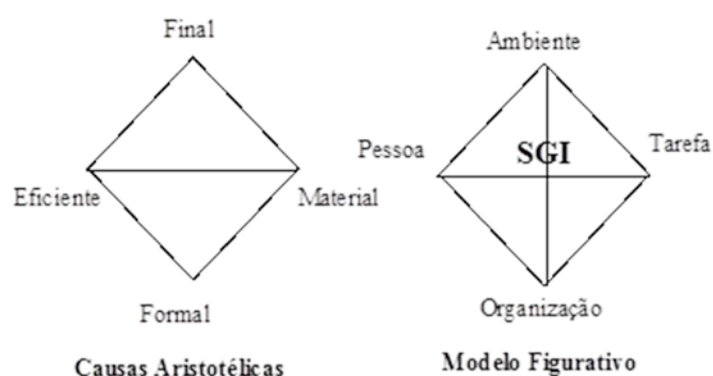 Final
Eficiente
Material
Formal
Causas Aristotélicas
Ambiente
Pessoa
SGI
Tarefa
Organização
Modelo Figurativo